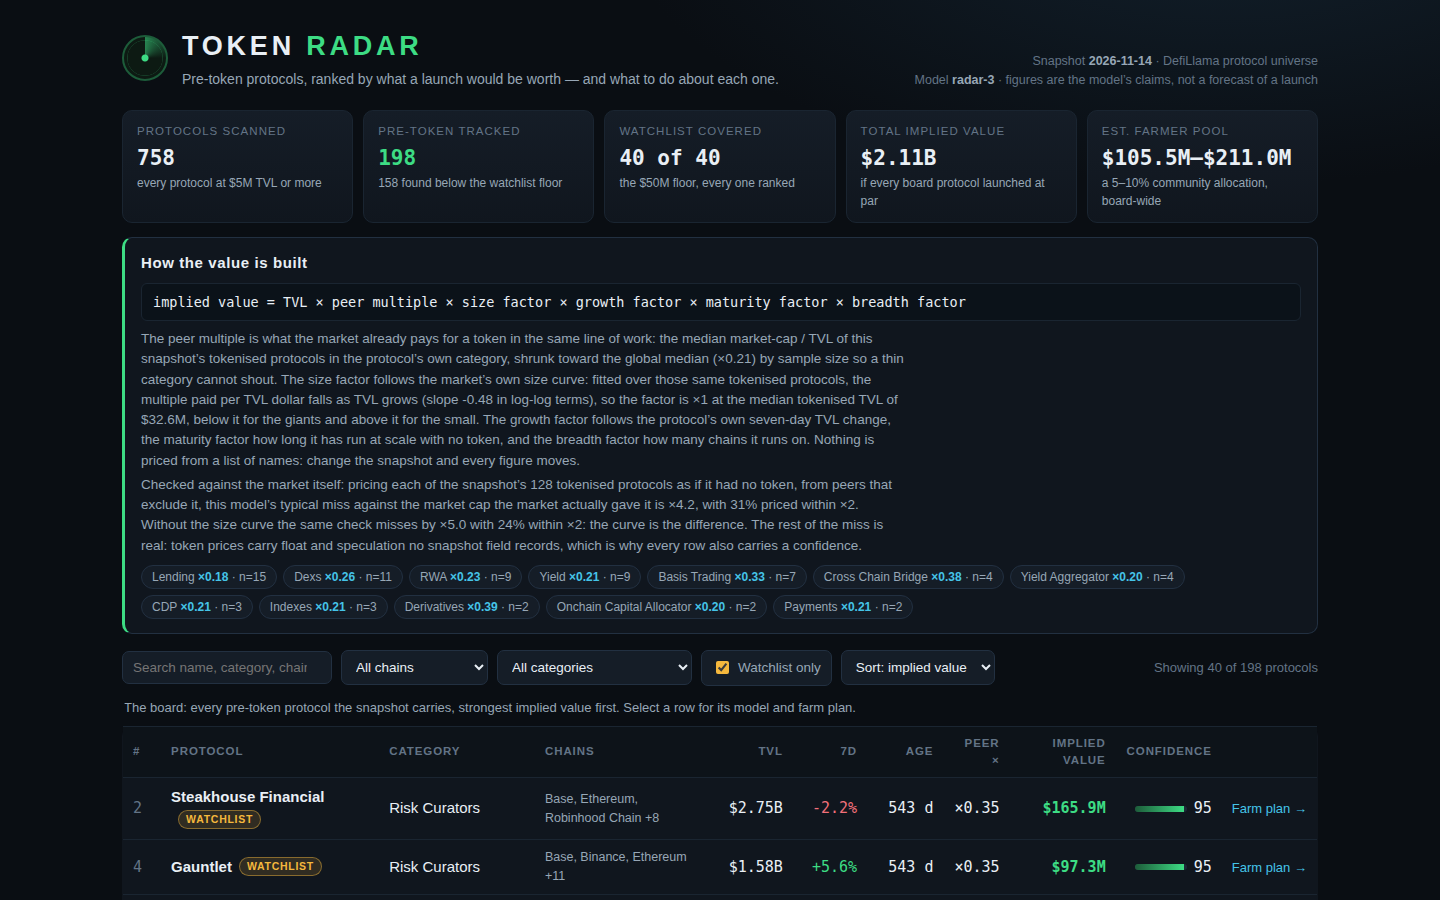 TOKEN RADAR
Pre-token protocols, ranked by what a launch would be worth — and what to do about each one.
Snapshot 2026-11-14 · DefiLlama protocol universe
Model radar-3 · figures are the model's claims, not a forecast of a launch
PROTOCOLS SCANNED
758
every protocol at $5M TVL or more
PRE-TOKEN TRACKED
198
158 found below the watchlist floor
WATCHLIST COVERED
40 of 40
the $50M floor, every one ranked
TOTAL IMPLIED VALUE
$2.11B
if every board protocol launched at
par
EST. FARMER POOL
$105.5M–$211.0M
a 5–10% community allocation,
board-wide
How the value is built
implied value = TVL × peer multiple × size factor × growth factor × maturity factor × breadth factor
The peer multiple is what the market already pays for a token in the same line of work: the median market-cap / TVL of this
snapshot's tokenised protocols in the protocol's own category, shrunk toward the global median (×0.21) by sample size so a thin
category cannot shout. The size factor follows the market's own size curve: fitted over those same tokenised protocols, the
multiple paid per TVL dollar falls as TVL grows (slope -0.48 in log-log terms), so the factor is ×1 at the median tokenised TVL of
$32.6M, below it for the giants and above it for the small. The growth factor follows the protocol's own seven-day TVL change,
the maturity factor how long it has run at scale with no token, and the breadth factor how many chains it runs on. Nothing is
priced from a list of names: change the snapshot and every figure moves.
Checked against the market itself: pricing each of the snapshot's 128 tokenised protocols as if it had no token, from peers that
exclude it, this model's typical miss against the market cap the market actually gave it is ×4.2, with 31% priced within ×2.
Without the size curve the same check misses by ×5.0 with 24% within ×2: the curve is the difference. The rest of the miss is
real: token prices carry float and speculation no snapshot field records, which is why every row also carries a confidence.
Lending ×0.18 · n=15 Dexs ×0.26 · n=11 RWA ×0.23 · n=9 Yield ×0.21 · n=9 Basis Trading ×0.33 · n=7 Cross Chain Bridge ×0.38 · n=4 Yield Aggregator ×0.20 · n=4
CDP ×0.21 · n=3 Indexes ×0.21 · n=3 Derivatives ×0.39 · n=2 Onchain Capital Allocator ×0.20 · n=2 Payments ×0.21 · n=2
Search name, category, chain All chains All categories Watchlist only Sort: implied value Showing 40 of 198 protocols
The board: every pre-token protocol the snapshot carries, strongest implied value first. Select a row for its model and farm plan.
# PROTOCOL CATEGORY CHAINS TVL 7D AGE PEER × IMPLIED VALUE CONFIDENCE
2 Steakhouse Financial WATCHLIST Risk Curators Base, Ethereum, Robinhood Chain +8 $2.75B -2.2% 543 d ×0.35 $165.9M 95 Farm plan →
4 Gauntlet WATCHLIST Risk Curators Base, Binance, Ethereum +11 $1.58B +5.6% 543 d ×0.35 $97.3M 95 Farm plan →